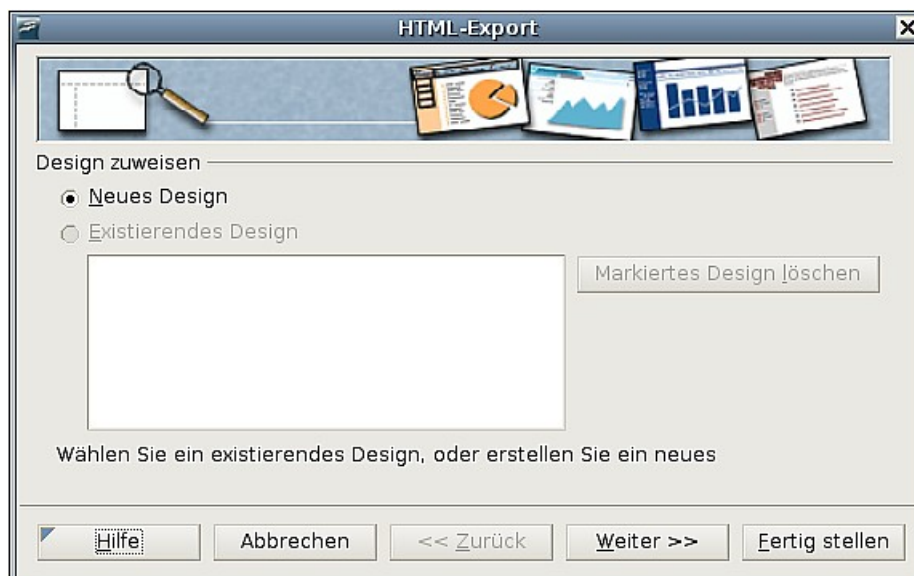 HTML-Export
Design zuweisen
Neues Design
Existierendes Design
Markiertes Design löschen
Wählen Sie ein existierendes Design, oder erstellen Sie ein neues
Hilfe
Abbrechen
<< Zurück
Weiter >>
Fertig stellen